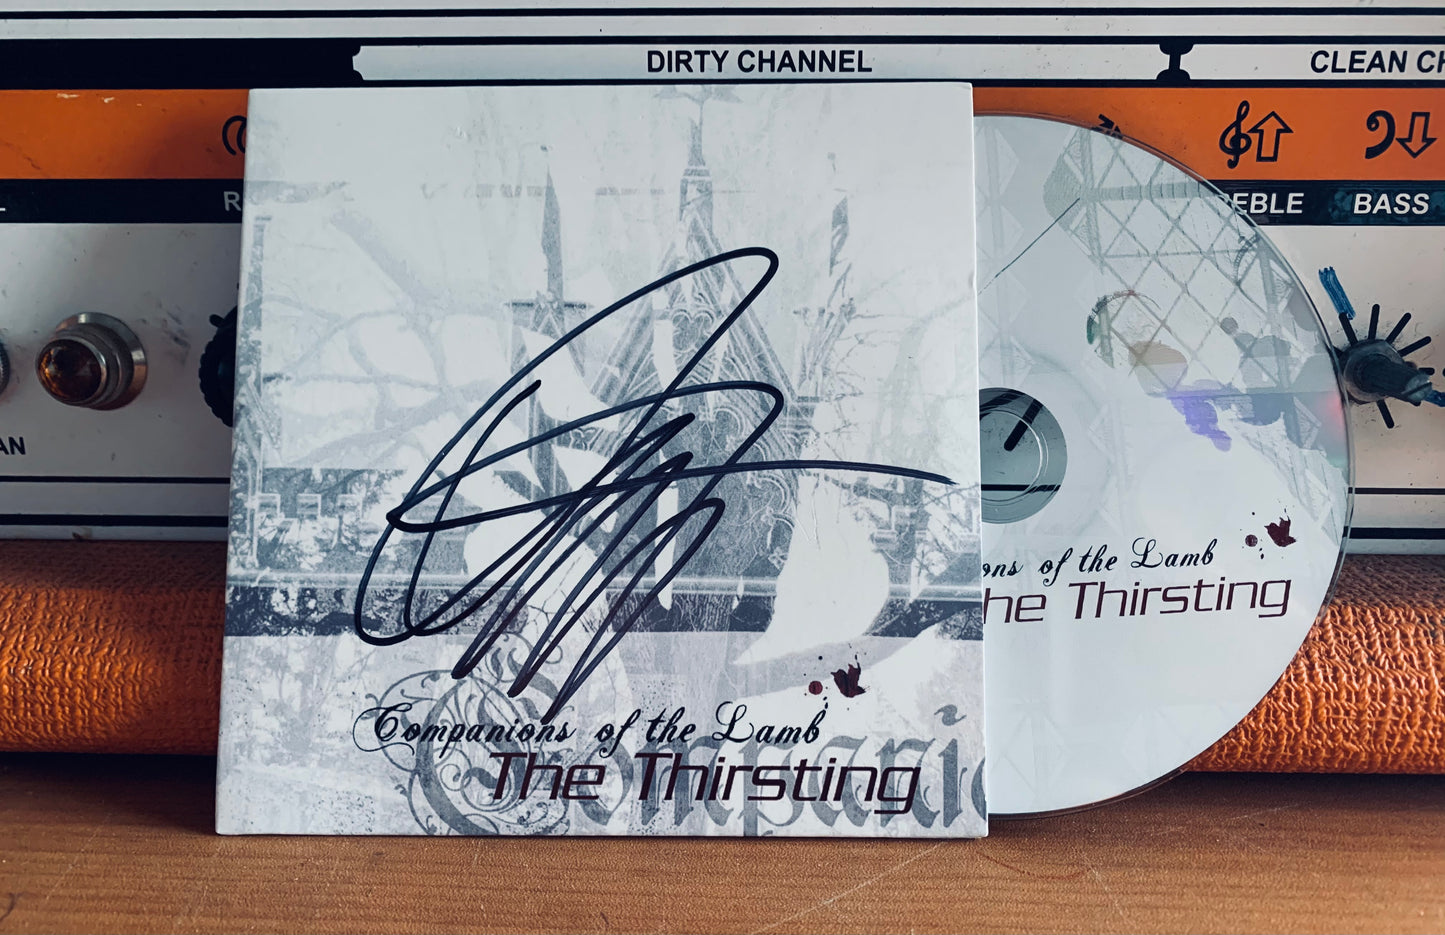 DIRTY CHANNEL
CLEAN CH
EBLE
BASS
R
AN
Companions of the Lamb
The Thirsting
Compani
ons of the Lamb
he Thirsting